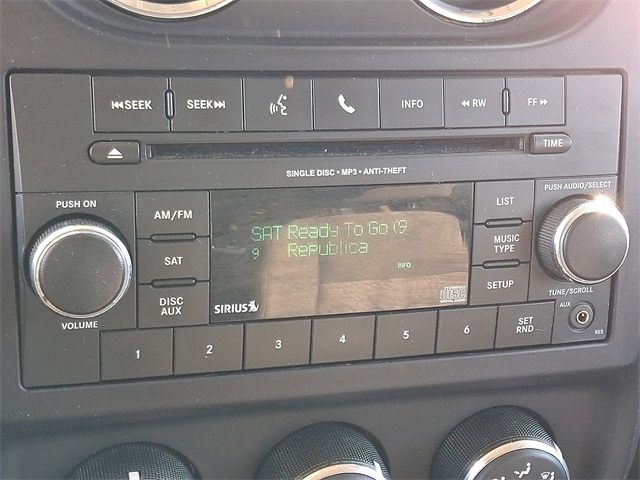 SEEK SEEK INFO RW FF
TIME
SINGLE DISC • MP3 • ANTI-THEFT
PUSH ON
AM/FM
SAT
DISC AUX
VOLUME
SAT Ready To Go (9
9 Republica
INFO
SIRIUS
disc
LIST
MUSIC TYPE
SETUP
PUSH AUDIO/SELECT
TUNE/SCROLL
AUX
RES
1 2 3 4 5 6
SET RND